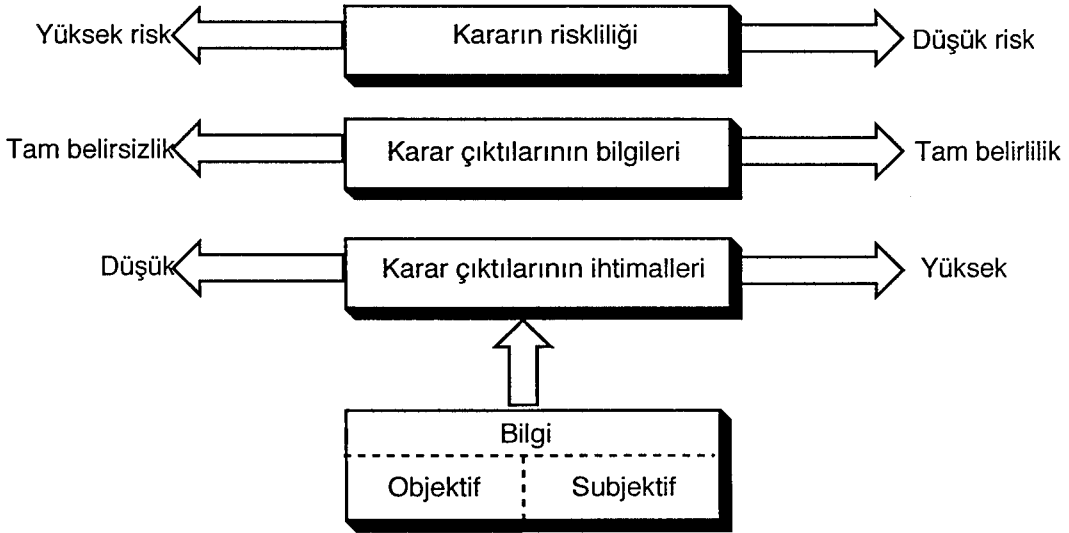 Yüksek risk
Kararın riskliliği
Düşük risk
Tam belirsizlik
Karar çıktılarının bilgileri
Tam belirlilik
Düşük
Karar çıktılarının ihtimalleri
Yüksek
Bilgi
Objektif
Subjektif